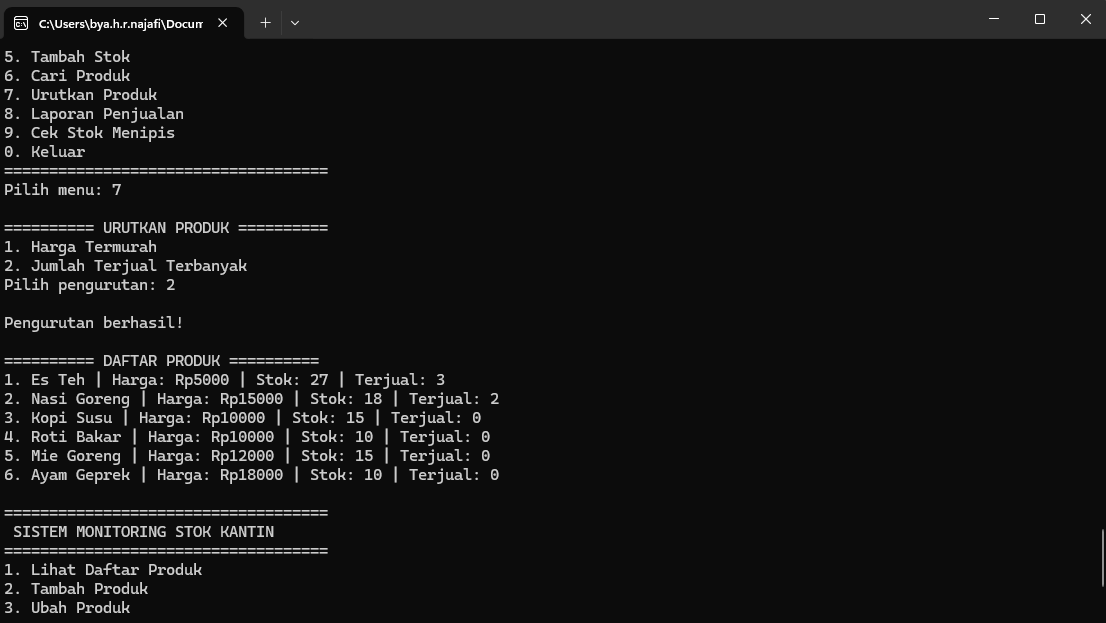 C:\Users\bya.h.r.najafi\Docum
5. Tambah Stok
6. Cari Produk
7. Urutkan Produk
8. Laporan Penjualan
9. Cek Stok Menipis
0. Keluar
====================================
Pilih menu: 7
========== URUTKAN PRODUK ==========
1. Harga Termurah
2. Jumlah Terjual Terbanyak
Pilih pengurutan: 2
Pengurutan berhasil!
========== DAFTAR PRODUK ==========
1. Es Teh | Harga: Rp5000 | Stok: 27 | Terjual: 3
2. Nasi Goreng | Harga: Rp15000 | Stok: 18 | Terjual: 2
3. Kopi Susu | Harga: Rp10000 | Stok: 15 | Terjual: 0
4. Roti Bakar | Harga: Rp10000 | Stok: 10 | Terjual: 0
5. Mie Goreng | Harga: Rp12000 | Stok: 15 | Terjual: 0
6. Ayam Geprek | Harga: Rp18000 | Stok: 10 | Terjual: 0
====================================
SISTEM MONITORING STOK KANTIN
====================================
1. Lihat Daftar Produk
2. Tambah Produk
3. Ubah Produk